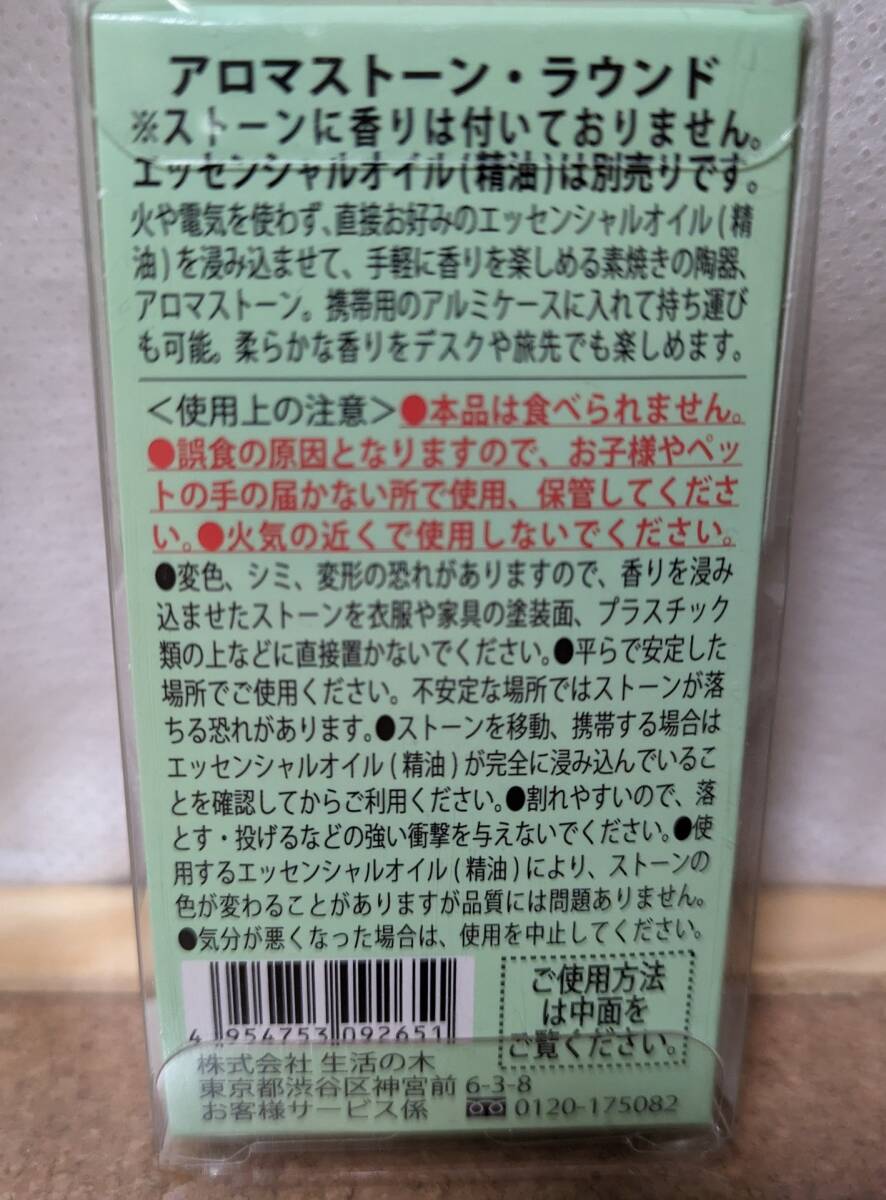 アロマストーン・ラウンド
※ストーンに香りは付いておりません。
エッセンシャルオイル(精油)は別売りです。
火や電気を使わず、直接お好みのエッセンシャルオイル(精
油)を浸み込ませて、手軽に香りを楽しめる素焼きの陶器、
アロマストーン。携帯用のアルミケースに入れて持ち運び
も可能。柔らかな香りをデスクや旅先でも楽しめます。
＜使用上の注意＞●本品は食べられません。
●誤食の原因となりますので、お子様やペッ
トの手の届かない所で使用、保管してくださ
い。●火気の近くで使用しないでください。
●変色、シミ、変形の恐れがありますので、香りを浸み
込ませたストーンを衣服や家具の塗装面、プラスチック
類の上などに直接置かないでください。●平らで安定した
場所でご使用ください。不安定な場所ではストーンが落
ちる恐れがあります。●ストーンを移動、携帯する場合は
エッセンシャルオイル(精油)が完全に浸み込んでいるこ
とを確認してからご利用ください。●割れやすいので、落
とす・投げるなどの強い衝撃を与えないでください。●使
用するエッセンシャルオイル(精油)により、ストーンの
色が変わることがありますが品質には問題ありません。
●気分が悪くなった場合は、使用を中止してください。
4 954753 092651
ご使用方法
は中面を
ご覧ください。
株式会社 生活の木
東京都渋谷区神宮前 6-3-8
お客様サービス係 0120-175082